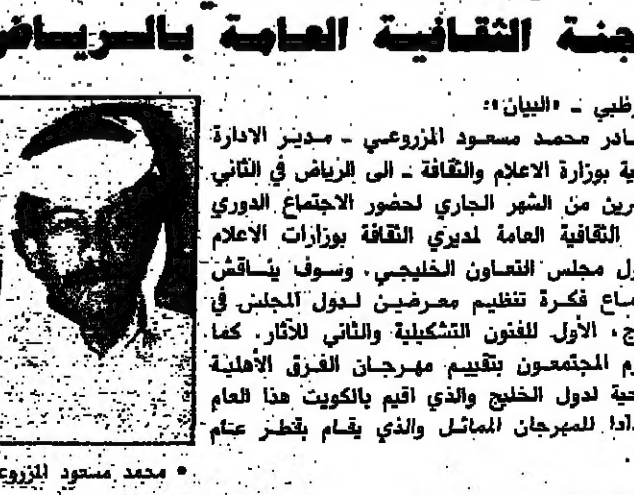 جنة الثقافية العامة بالرياض
وظبي - «البيان»:
ادر محمد مسعود المزروعي - مدير الادارة
ية بوزارة الاعلام والثقافة - الى الرياض في الثاني
رين من الشهر الجاري لحضور الاجتماع الدوري
الثقافية العامة لمديري الثقافة بوزارات الاعلام
ول مجلس التعاون الخليجي. وسوف يناقش
ماع فكرة تنظيم معرضين لدول المجلس في
ج، الأول للفنون التشكيلية والثاني للآثار. كما
وم المجتمعون بتقييم مهرجان الفرق الأهلية
حية لدول الخليج والذي اقيم بالكويت هذا العام
دادا للمهرجان المماثل والذي يقام بقطر عام
• محمد مسعود المزروعي